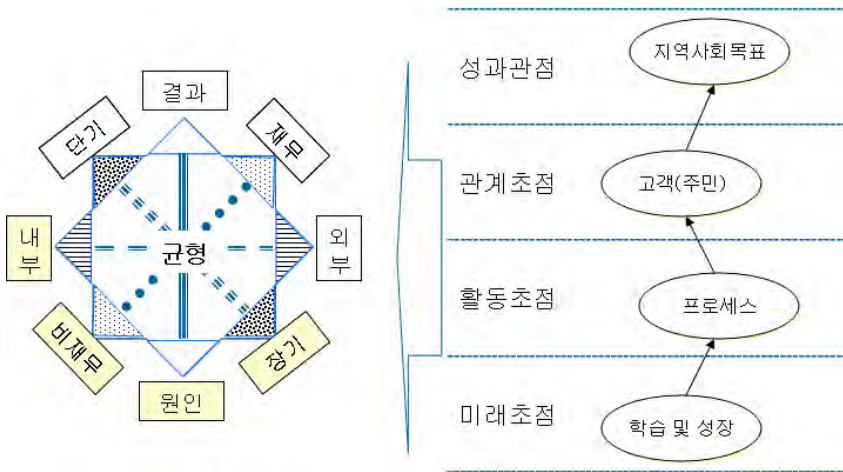 결과
단기
재무
내부
균형
외부
비재무
장기
원인
성과관점
지역사회목표
관계초점
고객(주민)
활동초점
프로세스
미래초점
학습 및 성장